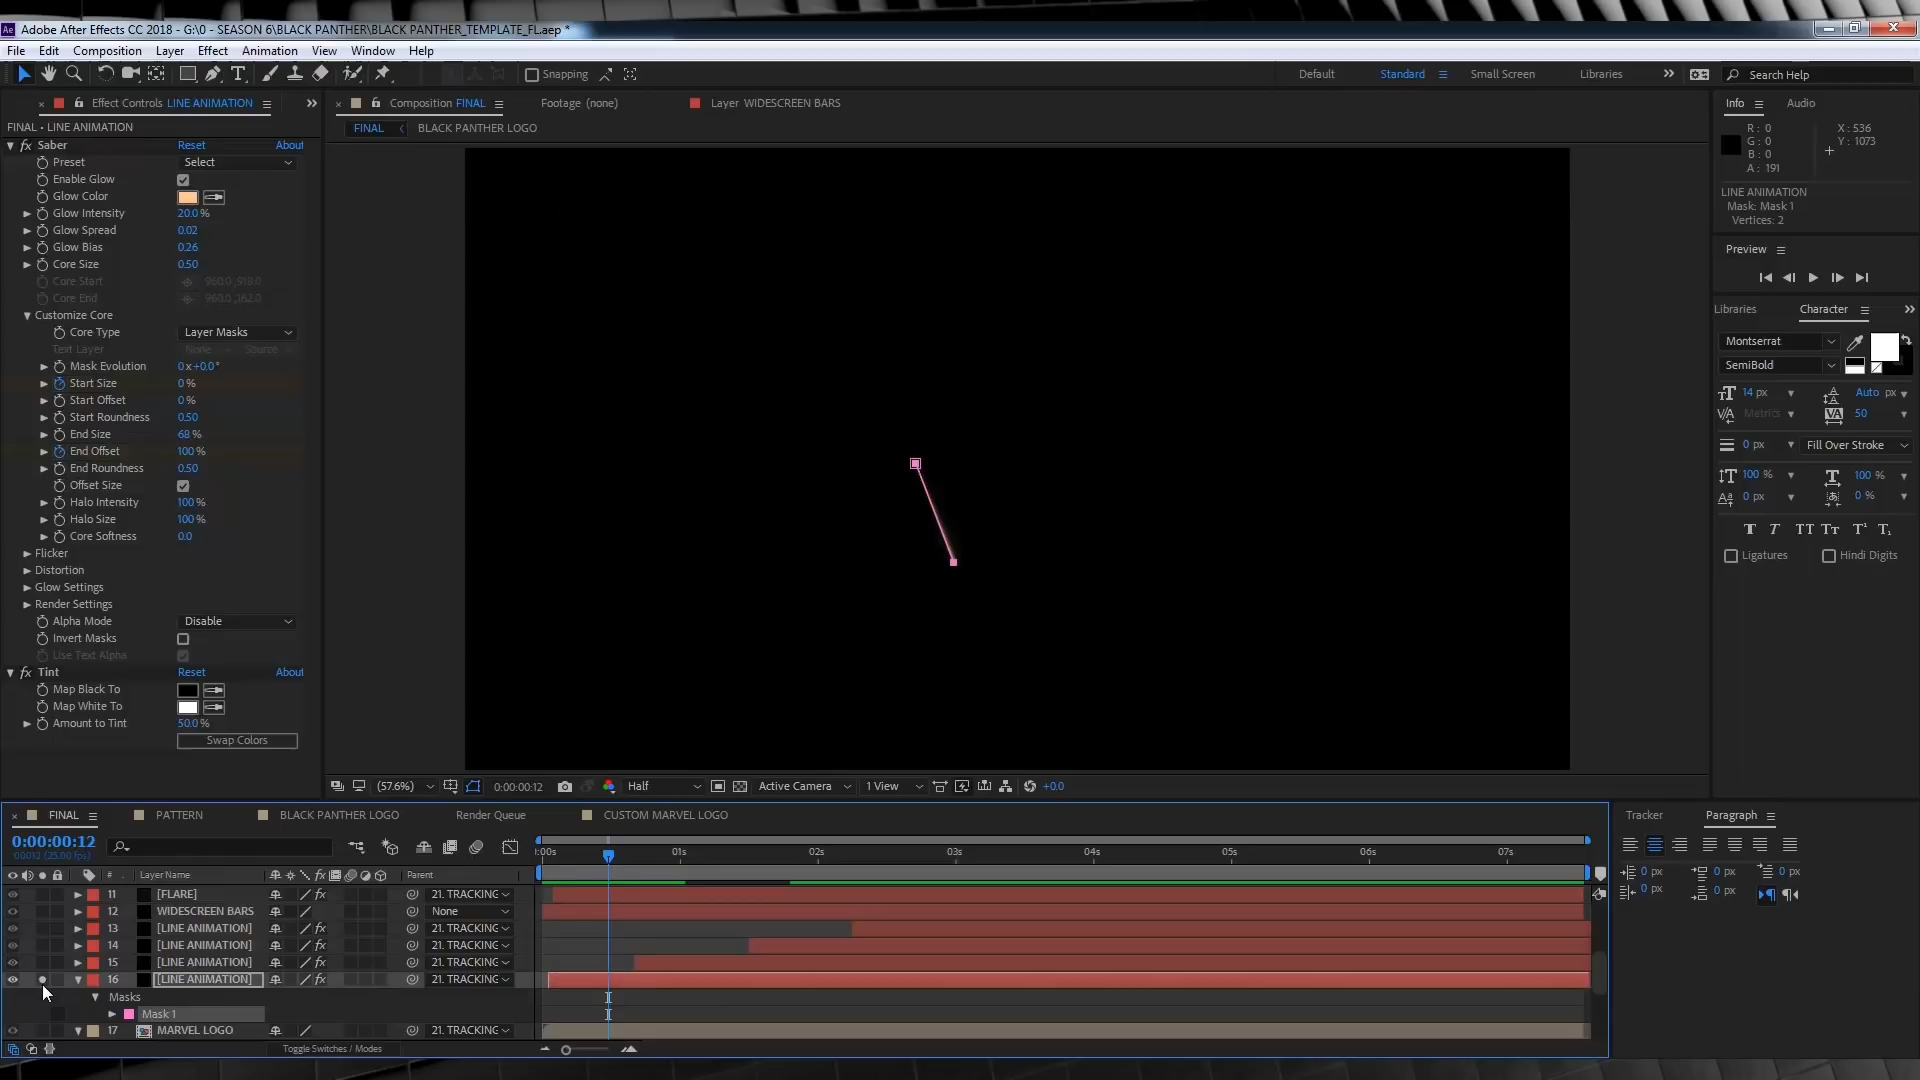 Adobe After Effects CC 2018 - G:\0 - SEASON 6\BLACK PANTHER\BLACK PANTHER_TEMPLATE_FL.aep *
File Edit Composition Layer Effect Animation View Window Help
Snapping Default Standard Small Screen Libraries Search Help
Effect Controls LINE ANIMATION
FINAL • LINE ANIMATION
fx Saber Reset About
Preset Select
Enable Glow
Glow Color
Glow Intensity 20.0 %
Glow Spread 0.02
Glow Bias 0.26
Core Size 0.50
Core Start 960.0 ,918.0
Core End 960.0 ,162.0
Customize Core
Core Type Layer Masks
Text Layer None Source
Mask Evolution 0 x +0.0 °
Start Size 0 %
Start Offset 0 %
Start Roundness 0.50
End Size 68 %
End Offset 100 %
End Roundness 0.50
Offset Size
Halo Intensity 100 %
Halo Size 100 %
Core Softness 0.0
Flicker
Distortion
Glow Settings
Render Settings
Alpha Mode Disable
Invert Masks
Use Text Alpha
fx Tint Reset About
Map Black To
Map White To
Amount to Tint 50.0 %
Swap Colors
Composition FINAL Footage (none) Layer WIDESCREEN BARS
FINAL BLACK PANTHER LOGO
(57.6%) 0:00:00:12 Half Active Camera 1 View +0.0
Info Audio
R : 0 X : 536
G : 0 Y : 1073
B : 0
A : 191
LINE ANIMATION
Mask: Mask 1
Vertices: 2
Preview
Libraries Character
Montserrat
SemiBold
14 px Auto px
Metrics 50
0 px Fill Over Stroke
100 % 100 %
0 px 0 %
T T TT Tt T¹ T₁
Ligatures Hindi Digits
FINAL PATTERN BLACK PANTHER LOGO Render Queue CUSTOM MARVEL LOGO
0:00:00:12
00012 (25.00 fps)
:00s 01s 02s 03s 04s 05s 06s 07s
# Layer Name Parent
11 [FLARE] fx 21. TRACKING
12 WIDESCREEN BARS None
13 [LINE ANIMATION] fx 21. TRACKING
14 [LINE ANIMATION] fx 21. TRACKING
15 [LINE ANIMATION] fx 21. TRACKING
16 [LINE ANIMATION] fx 21. TRACKING
Masks
Mask 1
17 MARVEL LOGO 21. TRACKING
Toggle Switches / Modes
Tracker Paragraph
0 px 0 px 0 px
0 px 0 px